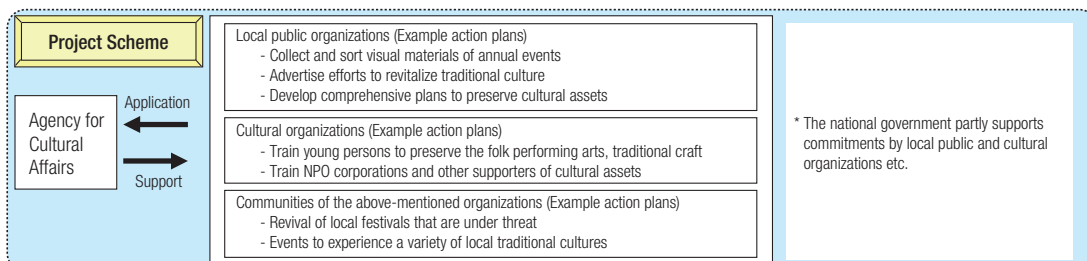 Project Scheme
Agency for
Cultural
Affairs
Application
Support
Local public organizations (Example action plans)
- Collect and sort visual materials of annual events
- Advertise efforts to revitalize traditional culture
- Develop comprehensive plans to preserve cultural assets
Cultural organizations (Example action plans)
- Train young persons to preserve the folk performing arts, traditional craft
- Train NPO corporations and other supporters of cultural assets
Communities of the above-mentioned organizations (Example action plans)
- Revival of local festivals that are under threat
- Events to experience a variety of local traditional cultures
* The national government partly supports
commitments by local public and cultural
organizations etc.